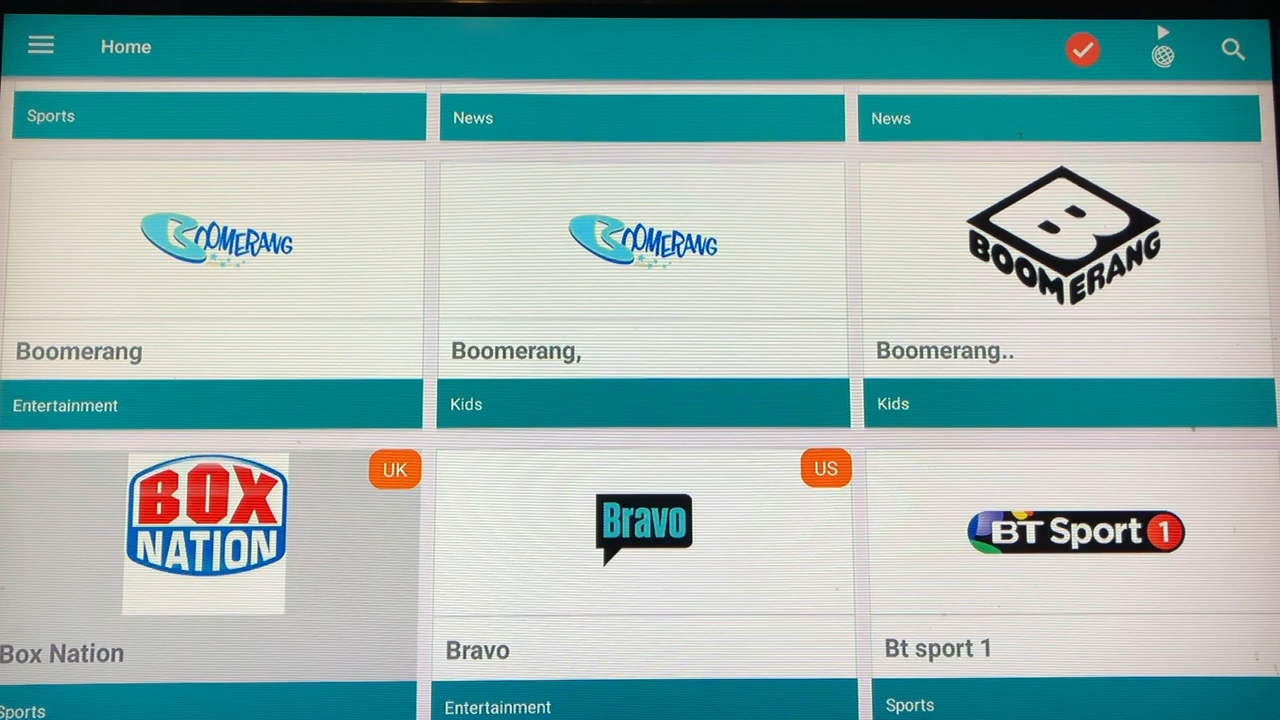 Home
Sports
News
News
BOOMERANG
BOOMERANG
B
BOOMERANG
Boomerang
Boomerang,
Boomerang..
Entertainment
Kids
Kids
BOX
NATION
UK
Bravo
US
BT Sport 1
Box Nation
Bravo
Bt sport 1
Sports
Entertainment
Sports